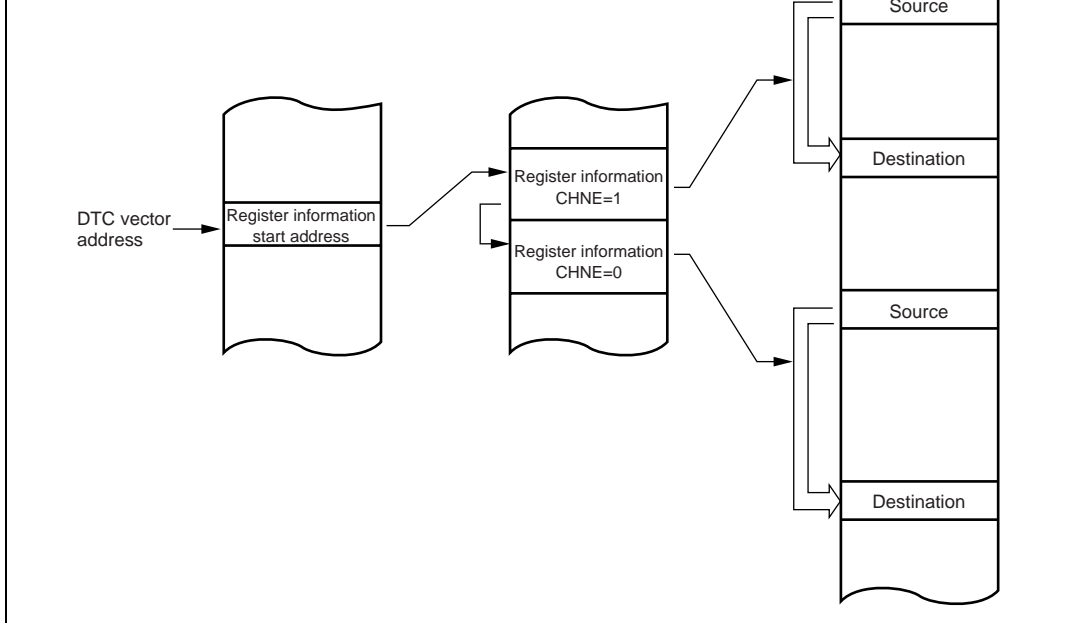 Source
Destination
Register information
CHNE=1
DTC vector
address
Register information
start address
Register information
CHNE=0
Source
Destination